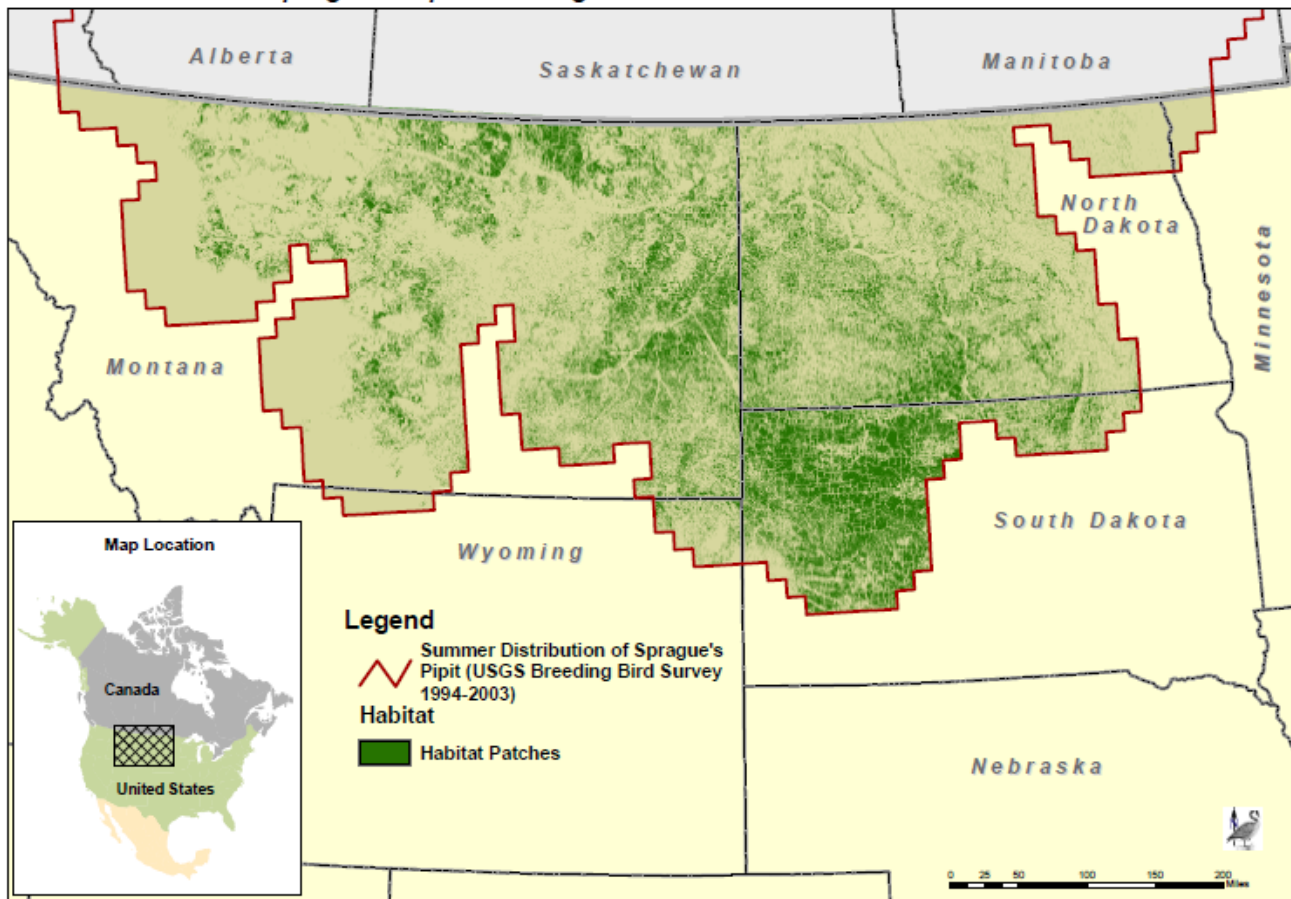 Alberta
Saskatchewan
Manitoba
North
Dakota
Minnesota
Montana
South Dakota
Wyoming
Nebraska
Map Location
Canada
United States
Legend
Summer Distribution of Sprague's
Pipit (USGS Breeding Bird Survey
1994-2003)
Habitat
Habitat Patches
0 25 50 100 150 200
Miles